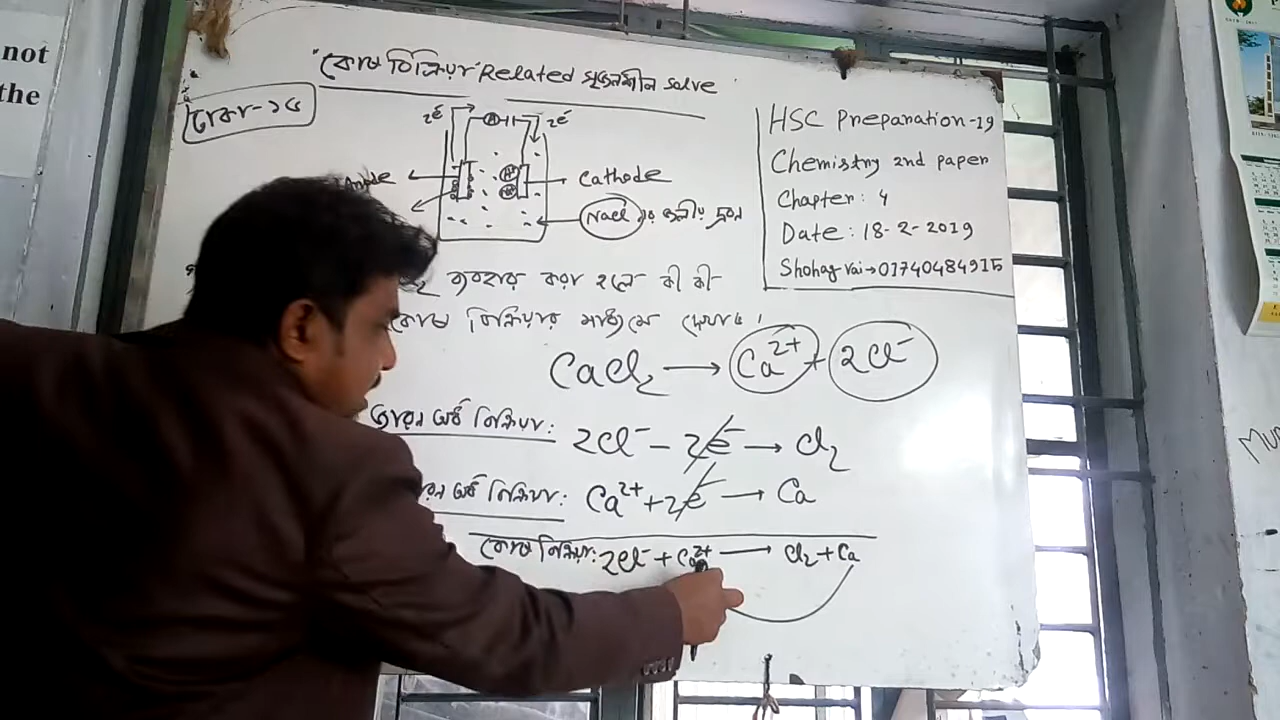 not
the
"কোষ বিক্রিয়া" Related সৃজনশীল solve
ঢাকা-১৫
2e⁻
2e⁻
Anode
Cathode
NaCl এর জলীয় দ্রবণ
HSC Preparation-19
Chemistry 2nd paper
Chapter: 4
Date: 18-2-2019
Shohag Vai→01740484915
ব্যবহার করা হলে কী কী
কোষ বিক্রিয়ার মাধ্যমে দেখাও।
CaCl₂ → Ca²⁺ + 2Cl⁻
জারণ অর্ধ বিক্রিয়া: 2Cl⁻ − 2e⁻ → Cl₂
অর্ধ বিক্রিয়া: Ca²⁺ + 2e⁻ → Ca
কোষ বিক্রিয়া: 2Cl⁻ + Ca²⁺ → Cl₂ + Ca